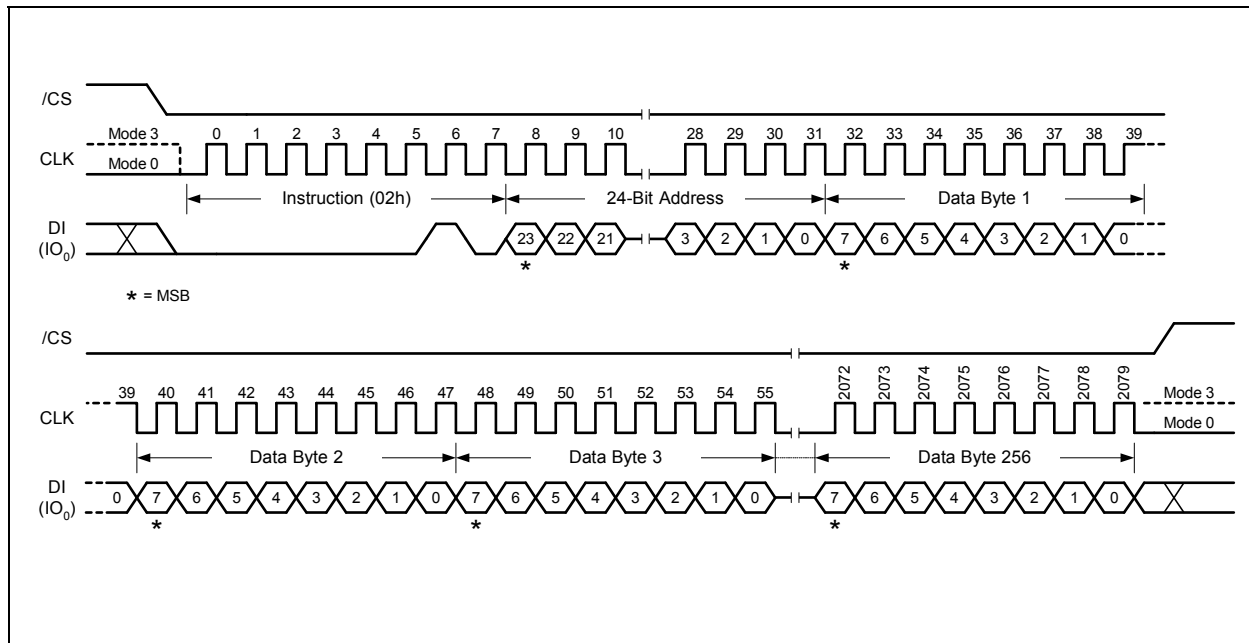 /CS
Mode 3 0 1 2 3 4 5 6 7 8 9 10 28 29 30 31 32 33 34 35 36 37 38 39
CLK Mode 0
Instruction (02h) 24-Bit Address Data Byte 1
DI
(IO0) 23 22 21 3 2 1 0 7 6 5 4 3 2 1 0
* *
* = MSB
/CS
39 40 41 42 43 44 45 46 47 48 49 50 51 52 53 54 55 2072 2073 2074 2075 2076 2077 2078 2079 Mode 3
CLK Mode 0
Data Byte 2 Data Byte 3 Data Byte 256
DI
(IO0) 0 7 6 5 4 3 2 1 0 7 6 5 4 3 2 1 0 7 6 5 4 3 2 1 0
* * *